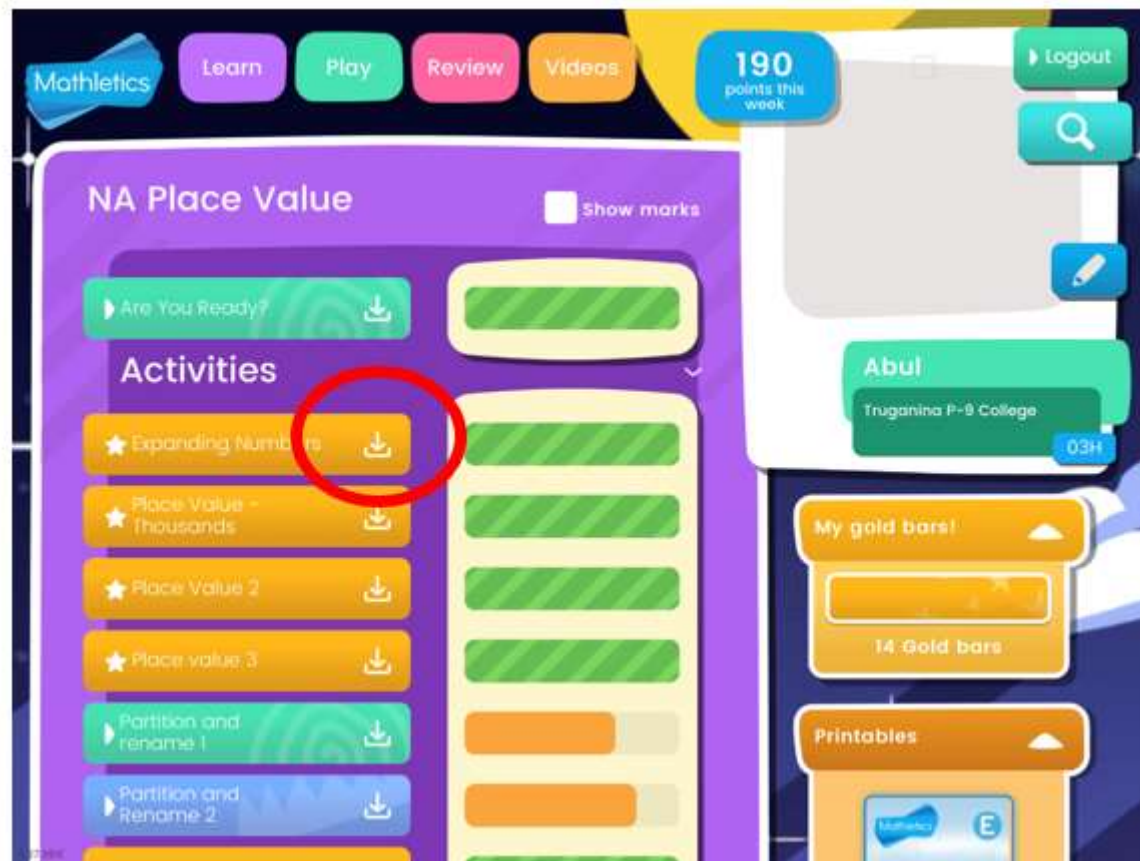 Mathletics
Learn
Play
Review
Videos
190
points this
week
Logout
NA Place Value
Show marks
Are You Ready?
Activities
Expanding Numbers
Place Value -
Thousands
Place Value 2
Place value 3
Partition and
rename 1
Partition and
Rename 2
Abul
Truganina P-9 College
03H
My gold bars!
14 Gold bars
Printables
Mathletics
E